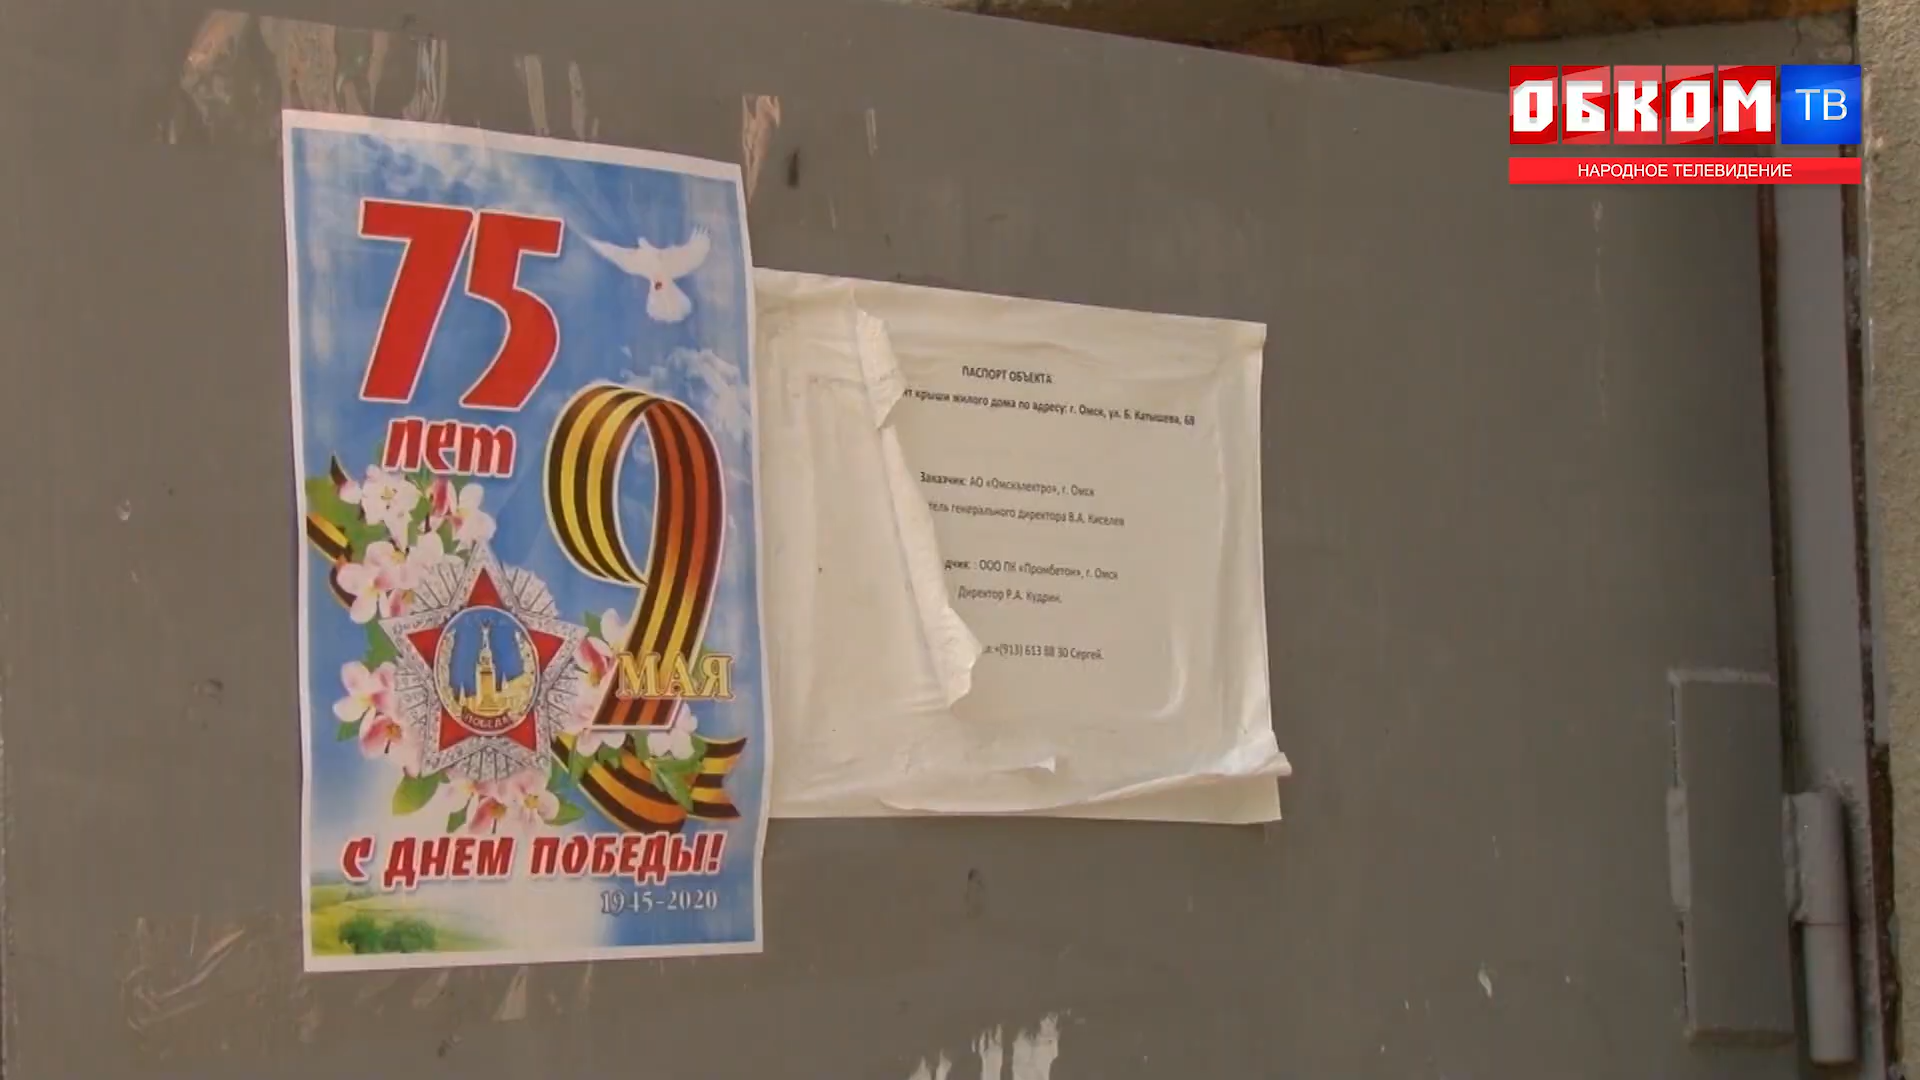 ОБКОМ ТВ
НАРОДНОЕ ТЕЛЕВИДЕНИЕ
75
лет
9
МАЯ
ПОБЕДА
С ДНЕМ ПОБЕДЫ!
1945-2020
ПАСПОРТ ОБЪЕКТА
крыши жилого дома по адресу: г. Омск, ул. Б. Катышева, 6В
Заказчик: АО «Омскэлектро», г. Омск
генерального директора В.А. Киселев
ООО ПК «Промбетон», г. Омск
Директор Р.А. Кудрин.
+(913) 613 88 30 Сергей.